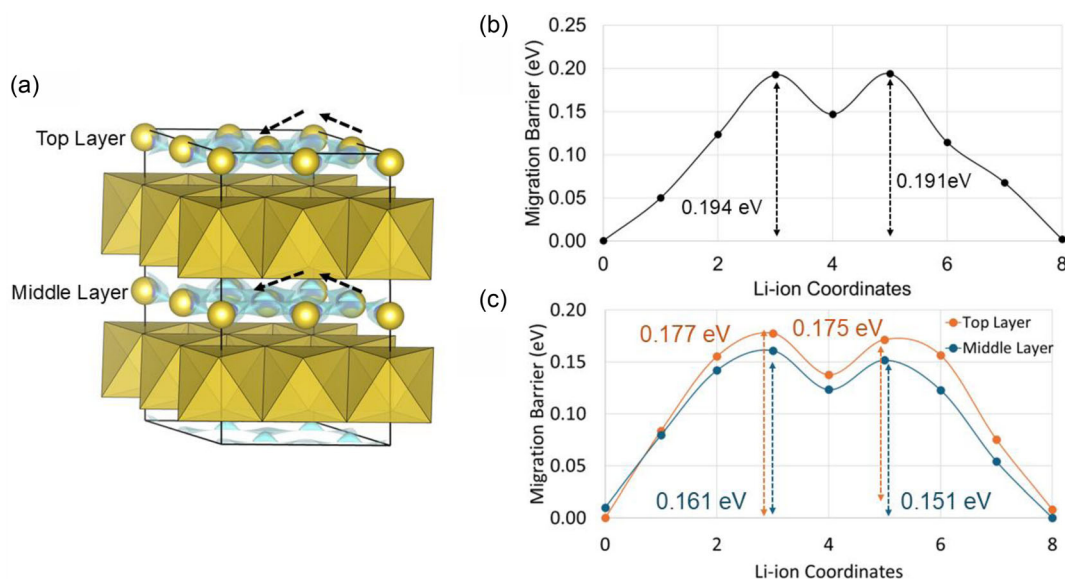 (a)
Top Layer
Middle Layer
(b)
Migration Barrier (eV)
0.25
0.20
0.15
0.10
0.05
0.00
0.194 eV
0.191eV
0 2 4 6 8
Li-ion Coordinates
(c)
Migration Barrier (eV)
0.20
0.15
0.10
0.05
0.00
0.177 eV
0.175 eV
Top Layer
Middle Layer
0.161 eV
0.151 eV
0 2 4 6 8
Li-ion Coordinates